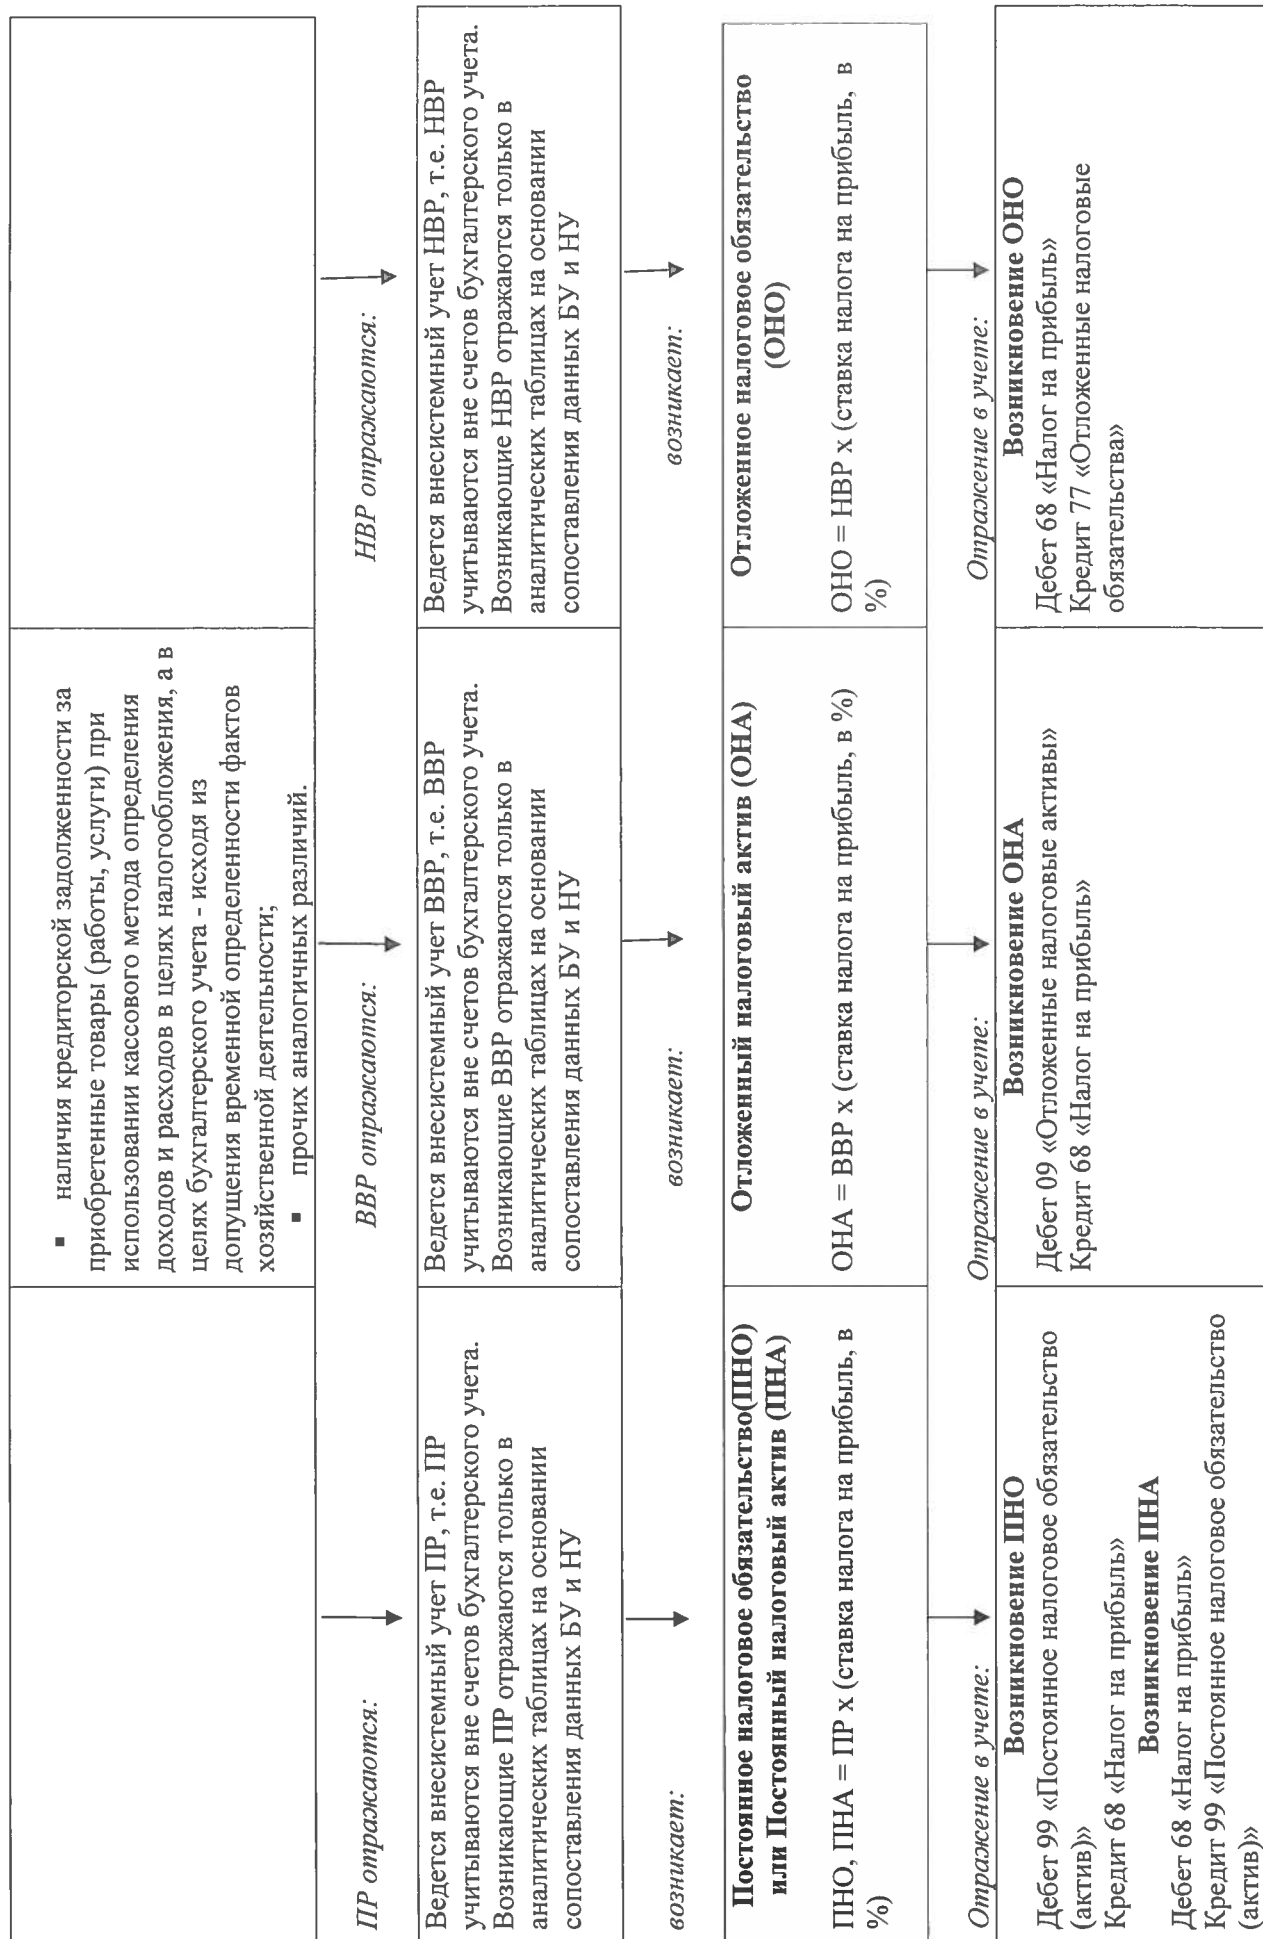 ▪ наличия кредиторской задолженности за
приобретенные товары (работы, услуги) при
использовании кассового метода определения
доходов и расходов в целях налогообложения, а в
целях бухгалтерского учета - исходя из
допущения временной определенности фактов
хозяйственной деятельности;
▪ прочих аналогичных различий.
ПР отражаются:
ВВР отражаются:
НВР отражаются:
Ведется внесистемный учет ПР, т.е. ПР
учитываются вне счетов бухгалтерского учета.
Возникающие ПР отражаются только в
аналитических таблицах на основании
сопоставления данных БУ и НУ
Ведется внесистемный учет ВВР, т.е. ВВР
учитываются вне счетов бухгалтерского учета.
Возникающие ВВР отражаются только в
аналитических таблицах на основании
сопоставления данных БУ и НУ
Ведется внесистемный учет НВР, т.е. НВР
учитываются вне счетов бухгалтерского учета.
Возникающие НВР отражаются только в
аналитических таблицах на основании
сопоставления данных БУ и НУ
возникает:
возникает:
возникает:
Постоянное налоговое обязательство(ПНО)
или Постоянный налоговый актив (ПНА)
ПНО, ПНА = ПР х (ставка налога на прибыль, в
%)
Отложенный налоговый актив (ОНА)
ОНА = ВВР х (ставка налога на прибыль, в %)
Отложенное налоговое обязательство
(ОНО)
ОНО = НВР х (ставка налога на прибыль, в
%)
Отражение в учете:
Отражение в учете:
Отражение в учете:
Возникновение ПНО
Дебет 99 «Постоянное налоговое обязательство
(актив)»
Кредит 68 «Налог на прибыль»
Возникновение ПНА
Дебет 68 «Налог на прибыль»
Кредит 99 «Постоянное налоговое обязательство
(актив)»
Возникновение ОНА
Дебет 09 «Отложенные налоговые активы»
Кредит 68 «Налог на прибыль»
Возникновение ОНО
Дебет 68 «Налог на прибыль»
Кредит 77 «Отложенные налоговые
обязательства»